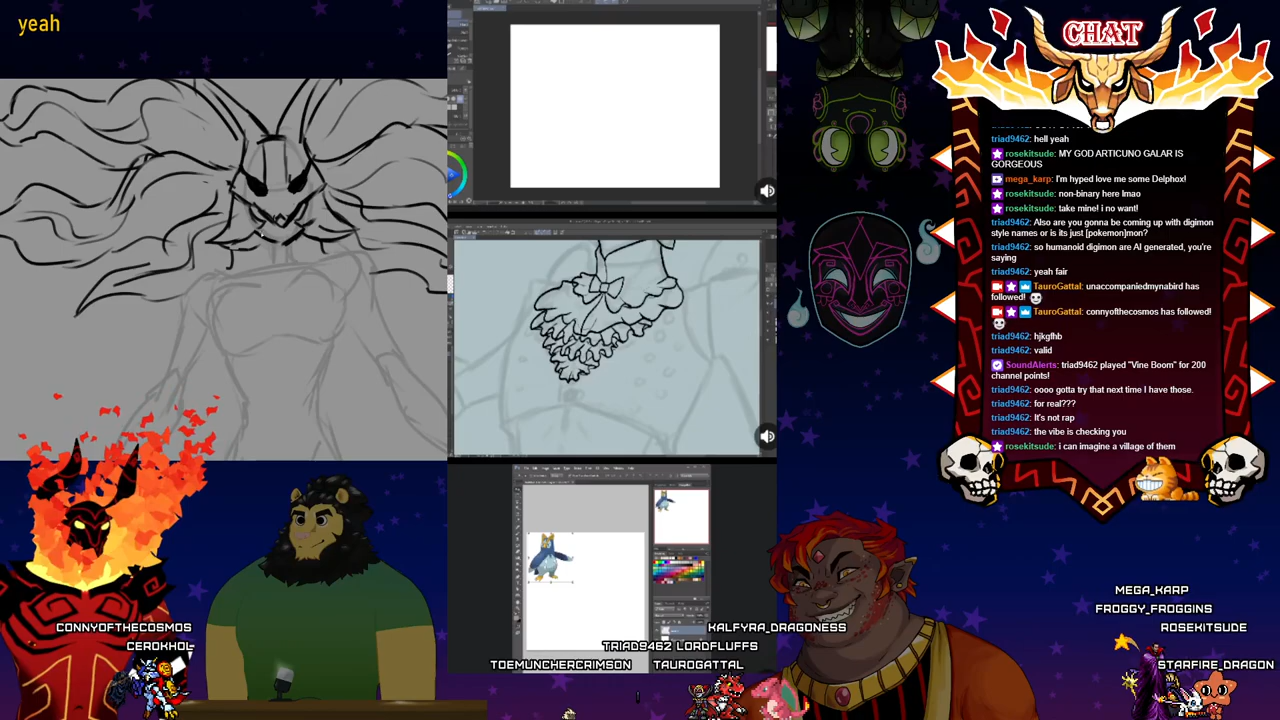 yeah
CHAT
triad9462: hell yeah
rosekitsude: MY GOD ARTICUNO GALAR IS
GORGEOUS
mega_karp: I'm hyped love me some Delphox!
rosekitsude: non-binary here lmao
rosekitsude: take mine! i no want!
triad9462: Also are you gonna be coming up with digimon
style names or is its just [pokemon]mon?
triad9462: so humanoid digimon are AI generated, you're
saying
triad9462: yeah fair
TauroGattal: unaccompaniedmynabird has
followed!
TauroGattal: connyofthecosmos has followed!
triad9462: hjkgfhb
triad9462: valid
SoundAlerts: triad9462 played "Vine Boom" for 200
channel points!
triad9462: oooo gotta try that next time I have those.
triad9462: for real???
triad9462: It's not rap
triad9462: the vibe is checking you
rosekitsude: i can imagine a village of them
CONNYOFTHECOSMOS
CEROKHOL
KALFYRA_DRAGONESS
TRIAD9462 LORDFLUFFS
TOEMUNCHERCRIMSON TAUROGATTAL
MEGA_KARP
FROGGY_FROGGINS
ROSEKITSUDE
STARFIRE_DRAGON